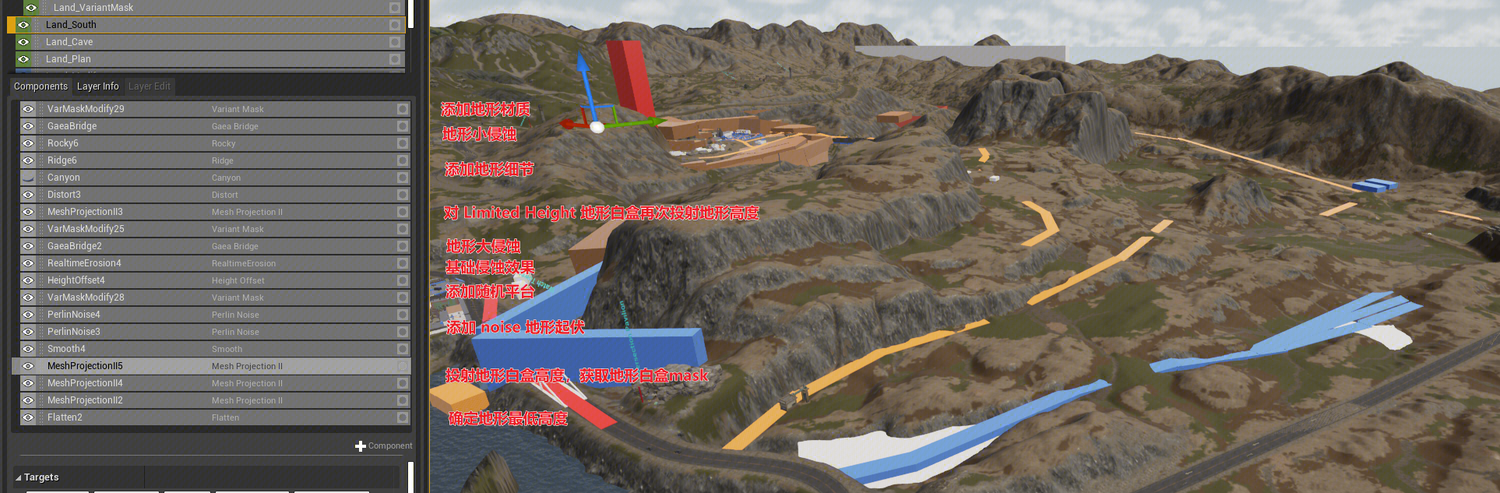 Land_VariantMask
Land_South
Land_Cave
Land_Plan
Components Layer Info Layer Edit
VarMaskModify29 Variant Mask
GaeaBridge Gaea Bridge
Rocky6 Rocky
Ridge6 Ridge
Canyon Canyon
Distort3 Distort
MeshProjectionII3 Mesh Projection II
VarMaskModify25 Variant Mask
GaeaBridge2 Gaea Bridge
RealtimeErosion4 RealtimeErosion
HeightOffset4 Height Offset
VarMaskModify28 Variant Mask
PerlinNoise4 Perlin Noise
PerlinNoise3 Perlin Noise
Smooth4 Smooth
MeshProjectionII5 Mesh Projection II
MeshProjectionII4 Mesh Projection II
MeshProjectionII2 Mesh Projection II
Flatten2 Flatten
Component
Targets
添加地形材质
地形小侵蚀
添加地形细节
对 Limited Height 地形白盒再次投射地形高度
地形大侵蚀
基础侵蚀效果
添加随机平台
添加 noise 地形起伏
投射地形白盒高度，获取地形白盒mask
确定地形最低高度